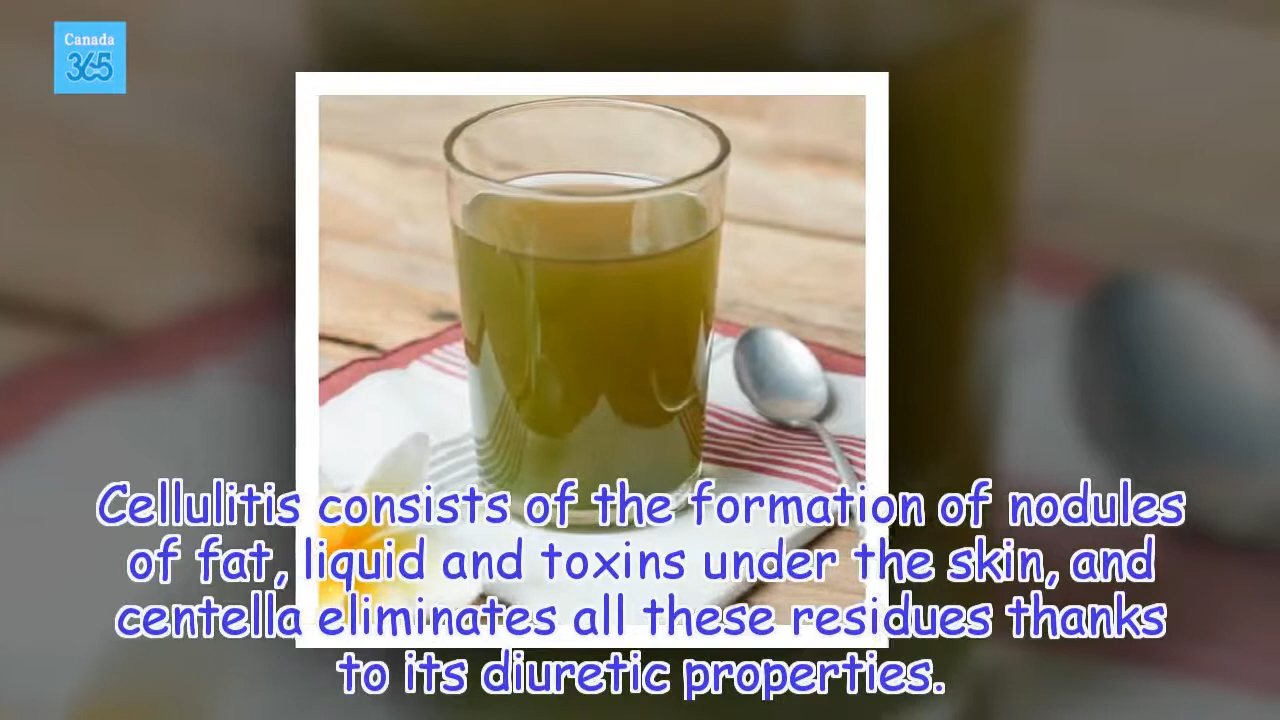 Canada
365
Cellulitis consists of the formation of nodules
of fat, liquid and toxins under the skin, and
centella eliminates all these residues thanks
to its diuretic properties.